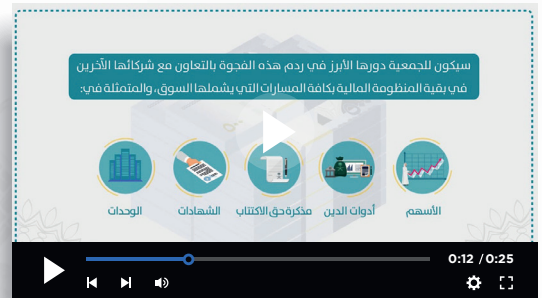 سيكون للجمعية دورها الأبرز في ردم هذه الفجوة بالتعاون مع شركائها الآخرين
في بقية المنظومة المالية بكافة المسارات التي يشملها السوق، والمتمثلة في:
الأسهم
أدوات الدين
مذكرة حق الاكتتاب
الشهادات
الوحدات
0:12 / 0:25